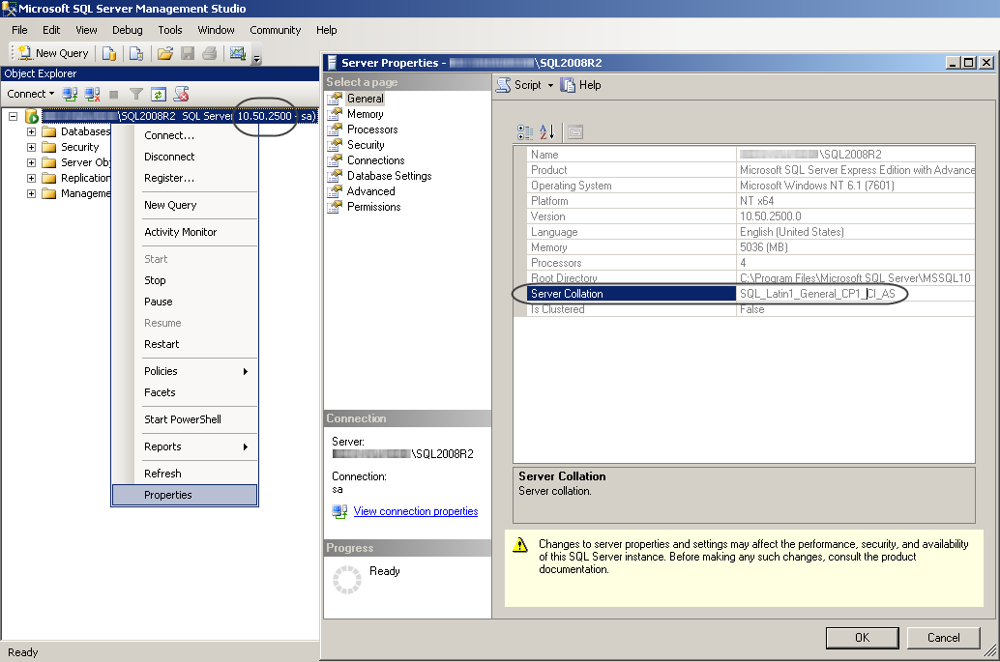 Microsoft SQL Server Management Studio
File Edit View Debug Tools Window Community Help
New Query
Object Explorer
Connect
\SQL2008R2 SQL Server 10.50.2500 - sa)
Databases
Security
Server Obj
Replication
Manageme
Connect...
Disconnect
Register...
New Query
Activity Monitor
Start
Stop
Pause
Resume
Restart
Policies
Facets
Start PowerShell
Reports
Refresh
Properties
Server Properties - \SQL2008R2
Select a page
General
Memory
Processors
Security
Connections
Database Settings
Advanced
Permissions
Connection
Server:
\SQL2008R2
Connection:
sa
View connection properties
Progress
Ready
Script Help
Name \SQL2008R2
Product Microsoft SQL Server Express Edition with Advance
Operating System Microsoft Windows NT 6.1 (7601)
Platform NT x64
Version 10.50.2500.0
Language English (United States)
Memory 5036 (MB)
Processors 4
Root Directory C:\Program Files\Microsoft SQL Server\MSSQL10
Server Collation SQL_Latin1_General_CP1_CI_AS
Is Clustered False
Server Collation
Server collation.
Changes to server properties and settings may affect the performance, security, and availability
of this SQL Server instance. Before making any such changes, consult the product
documentation.
OK Cancel
Ready